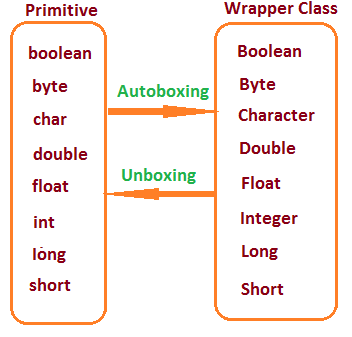 Primitive
Wrapper Class
boolean
byte
char
double
float
int
long
short
Autoboxing
Unboxing
Boolean
Byte
Character
Double
Float
Integer
Long
Short